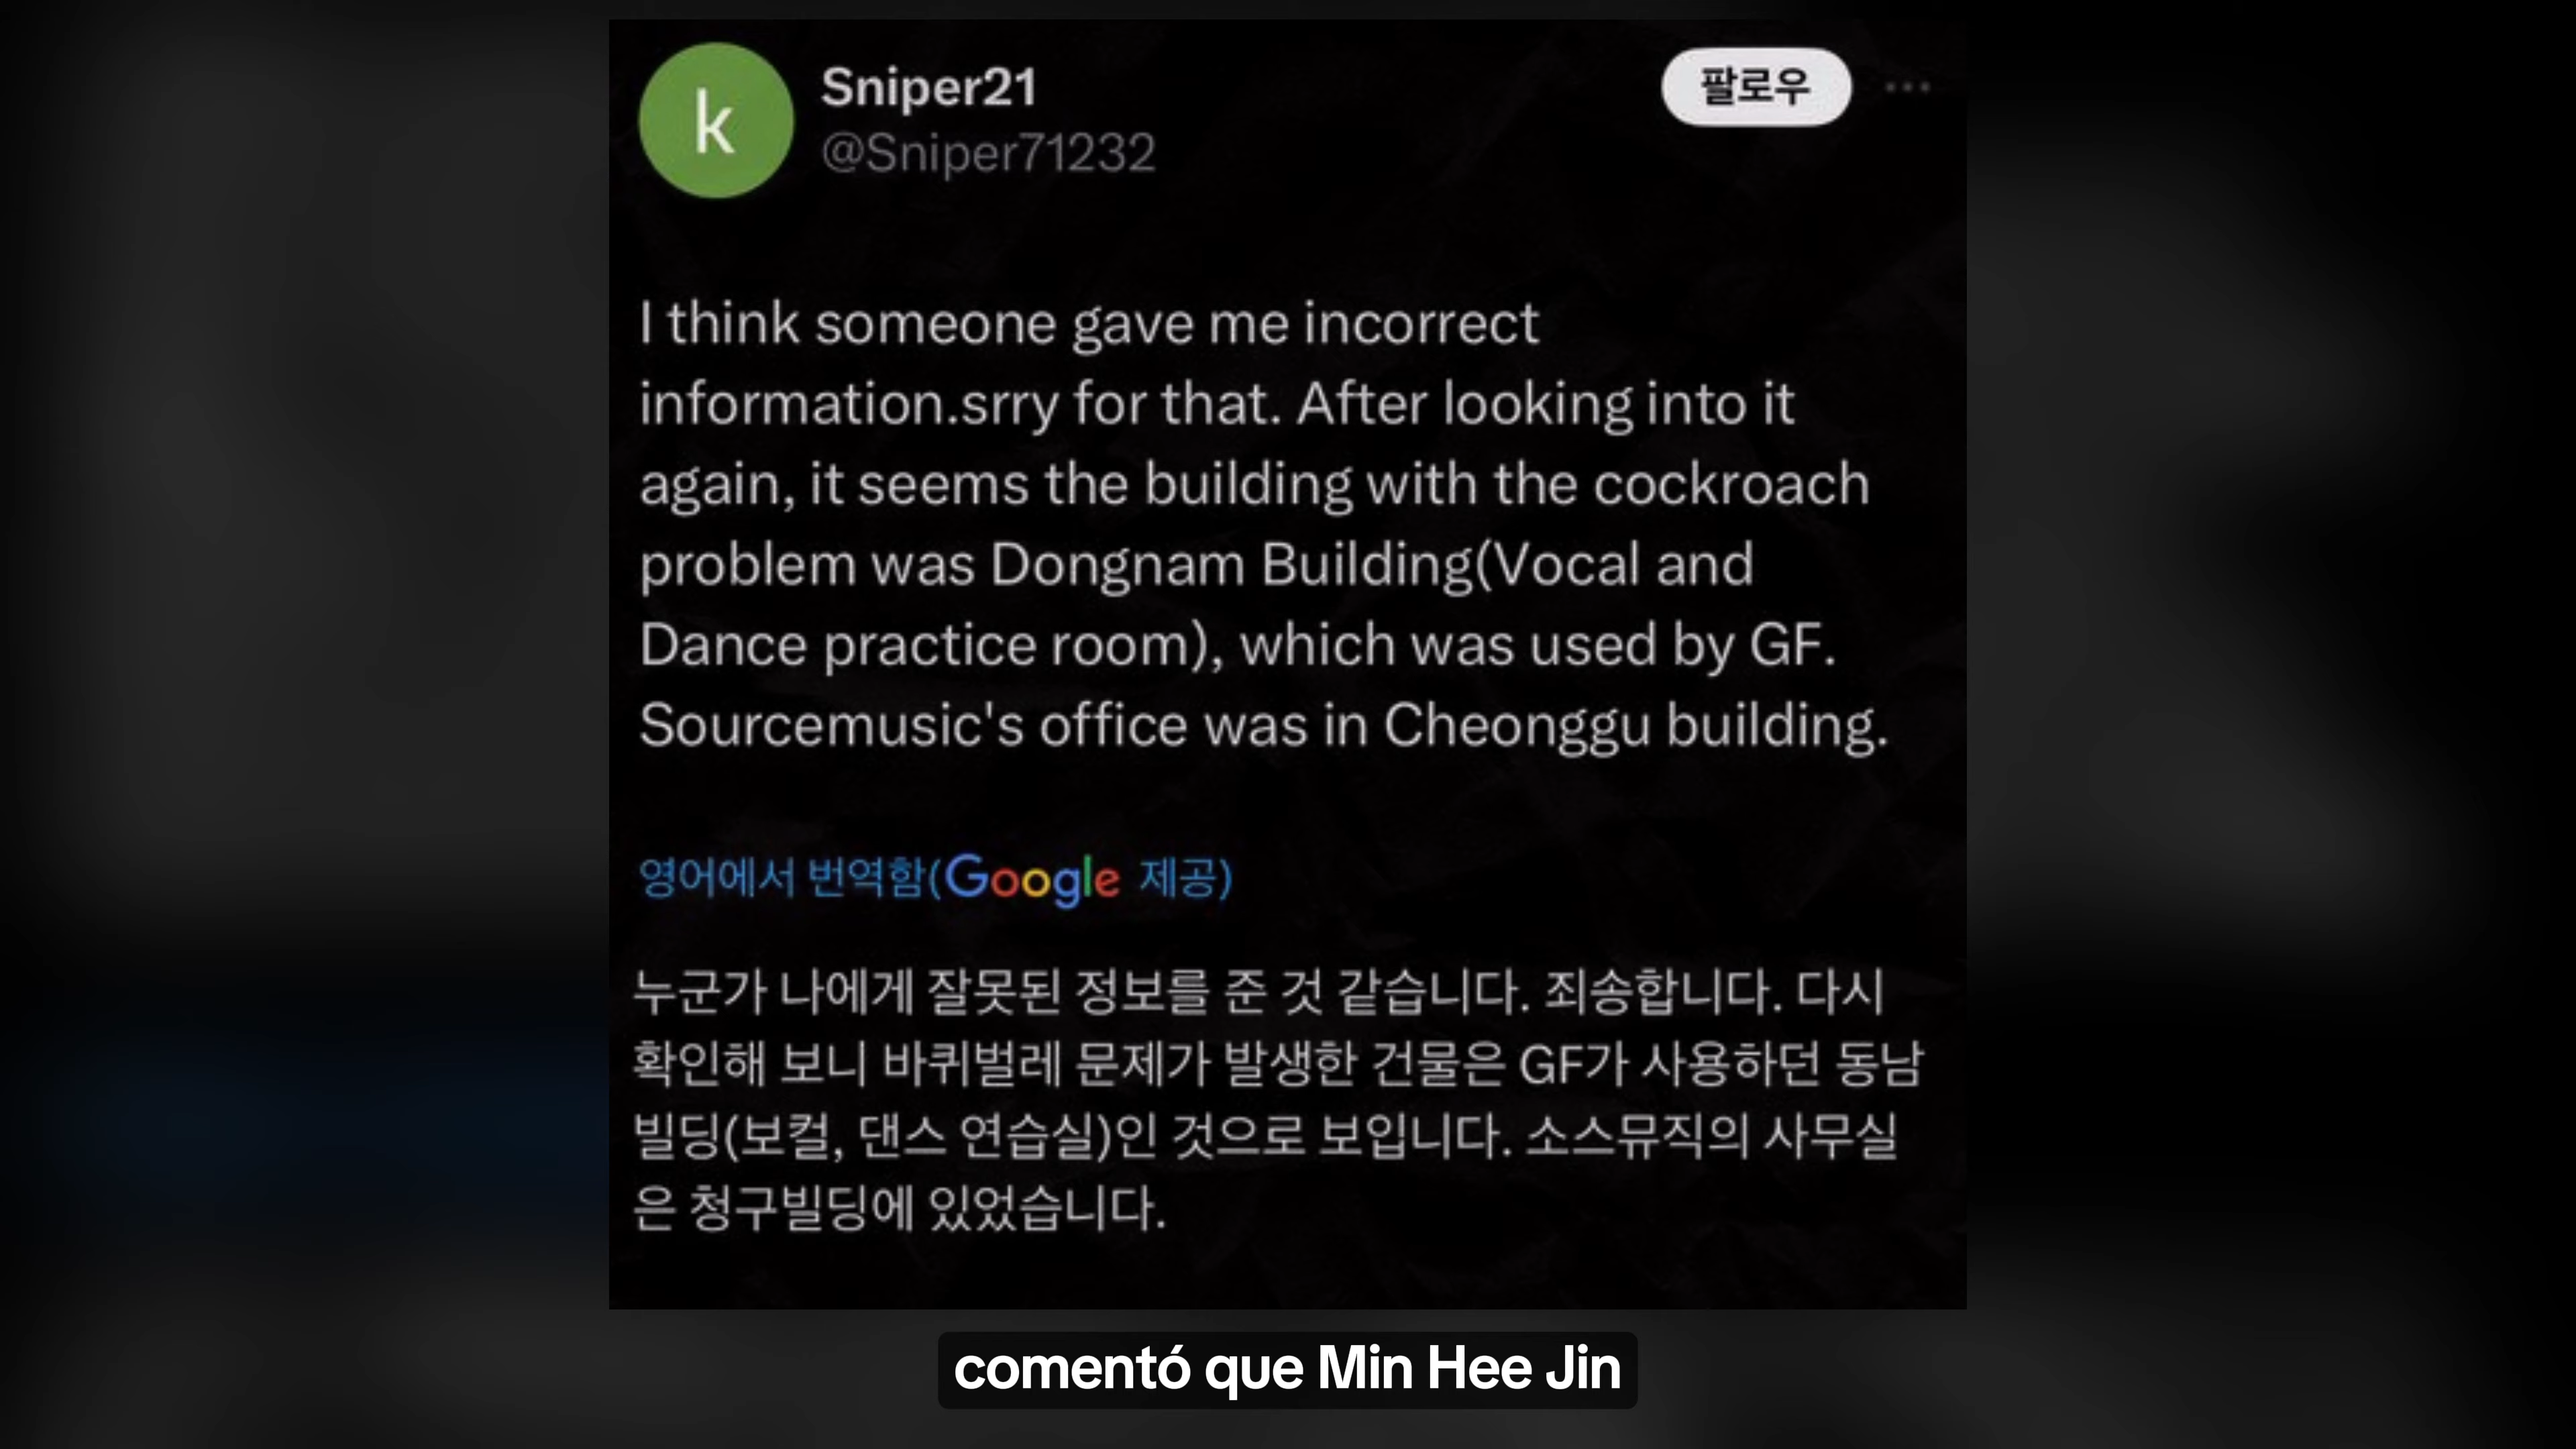 k
Sniper21
팔로우
@Sniper71232
I think someone gave me incorrect
information.srry for that. After looking into it
again, it seems the building with the cockroach
problem was Dongnam Building(Vocal and
Dance practice room), which was used by GF.
Sourcemusic's office was in Cheonggu building.
영어에서 번역함(Google 제공)
누군가 나에게 잘못된 정보를 준 것 같습니다. 죄송합니다. 다시
확인해 보니 바퀴벌레 문제가 발생한 건물은 GF가 사용하던 동남
빌딩(보컬, 댄스 연습실)인 것으로 보입니다. 소스뮤직의 사무실
은 청구빌딩에 있었습니다.
comentó que Min Hee Jin